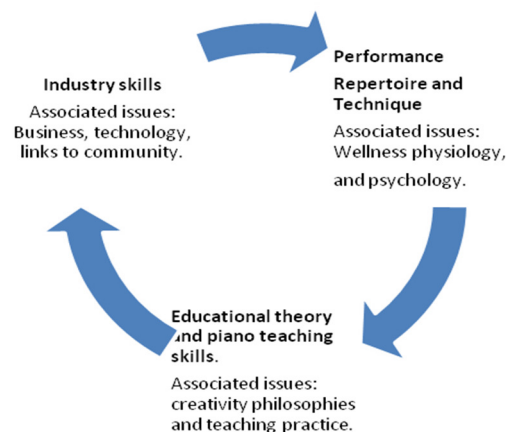 Industry skills
Associated issues:
Business, technology,
links to community.
Performance
Repertoire and
Technique
Associated issues:
Wellness physiology,
and psychology.
Educational theory
and piano teaching
skills.
Associated issues:
creativity philosophies
and teaching practice.